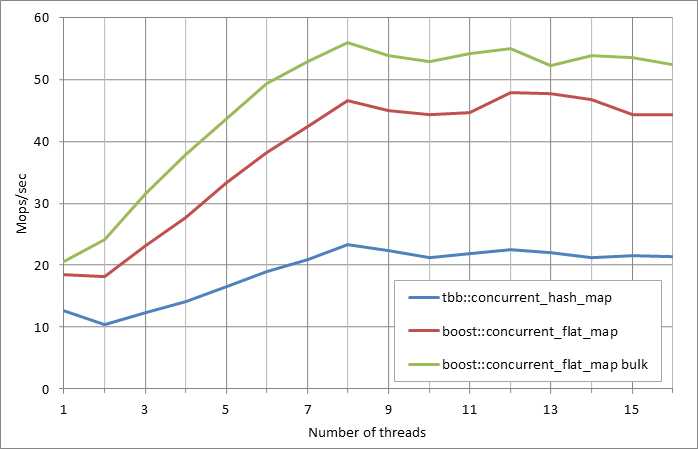 60
50
40
30
20
10
0
Mops/sec
tbb::concurrent_hash_map
boost::concurrent_flat_map
boost::concurrent_flat_map bulk
1 3 5 7 9 11 13 15
Number of threads